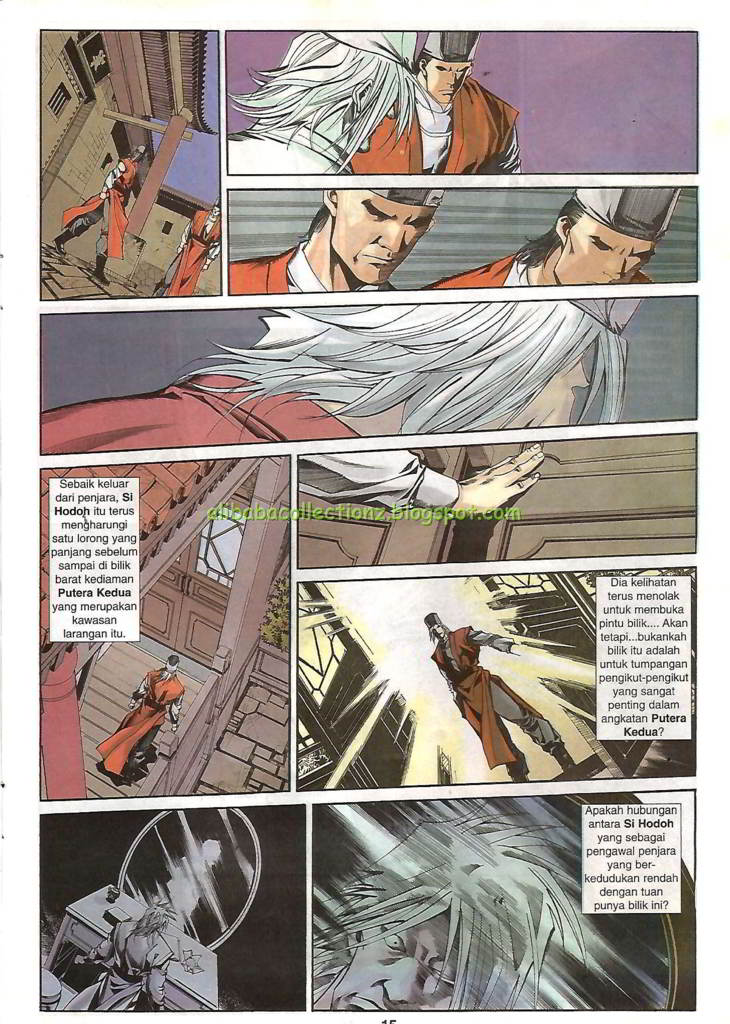 Sebaik keluar
dari penjara, Si
Hodoh itu terus
mengharungi
satu lorong yang
panjang sebelum
sampai di bilik
barat kediaman
Putera Kedua
yang merupakan
kawasan
larangan itu.
alibabacollectionz.blogspot.com
Dia kelihatan
terus menolak
untuk membuka
pintu bilik.... Akan
tetapi...bukankah
bilik itu adalah
untuk tumpangan
pengikut-pengikut
yang sangat
penting dalam
angkatan Putera
Kedua?
Apakah hubungan
antara Si Hodoh
yang sebagai
pengawal penjara
yang ber-
kedudukan rendah
dengan tuan
punya bilik ini?
15